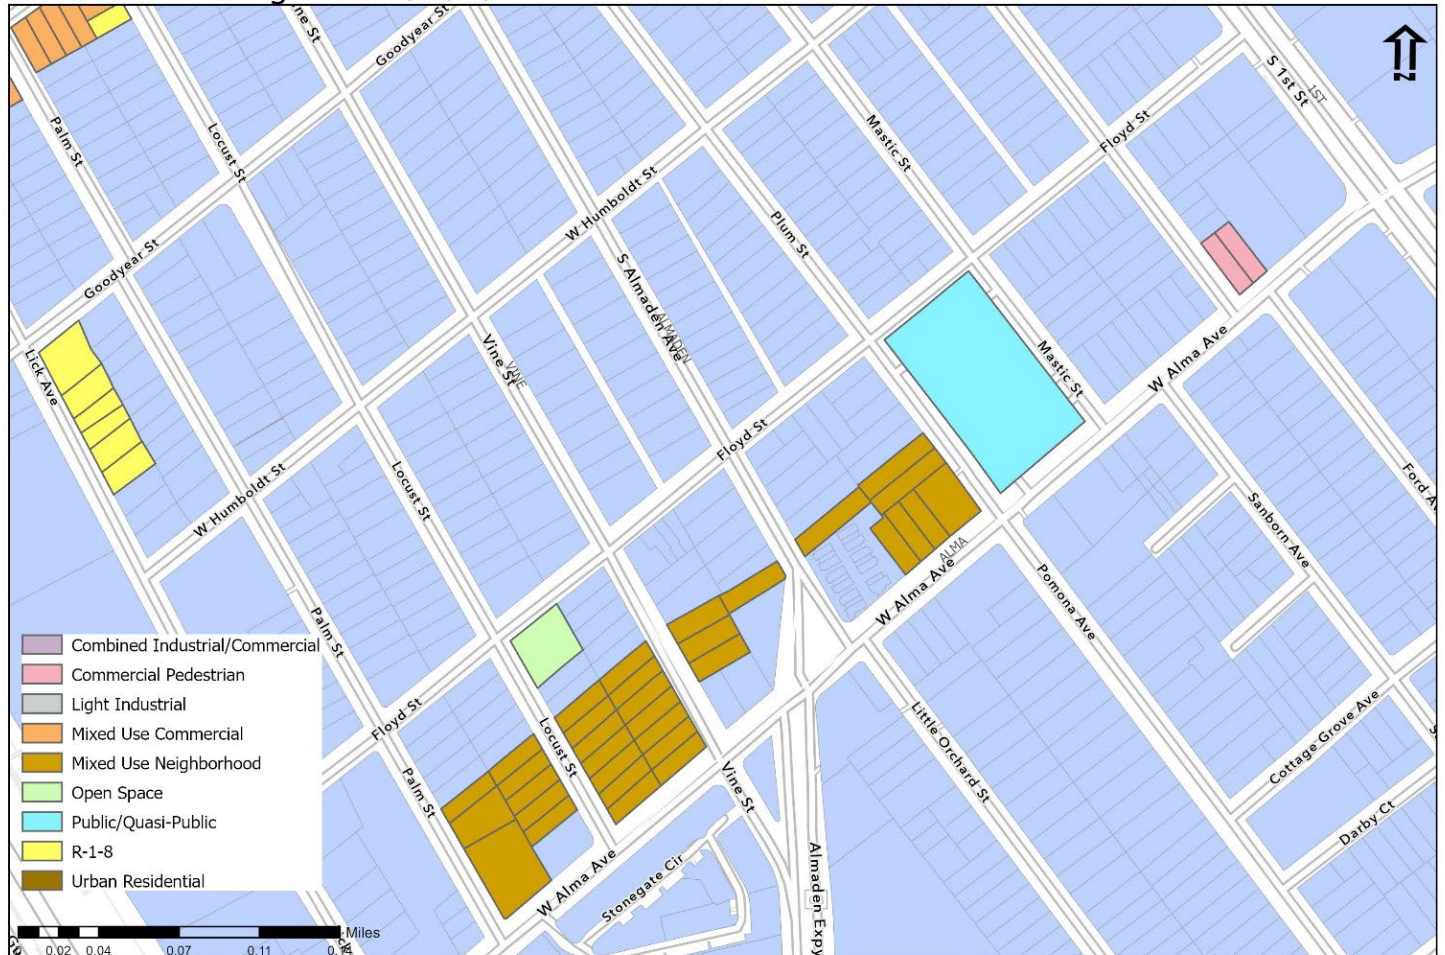 ine St
Goodyear St
S 1st St
1ST
N
Palm St
Locust St
Mastic St
Floyd St
W Humboldt St
Plum St
Goodyear St
S Almaden Ave
ALMADEN
Lick Ave
Vine St
VINE
Mastic St
W Alma Ave
Floyd St
Locust St
W Humboldt St
Ford Av
Sanborn Ave
ALMA
W Alma Ave
Pomona Ave
Palm St
Floyd St
Locust St
Little Orchard St
Cottage Grove Ave
Palm St
Vine St
Darby Ct
W Alma Ave
Stonegate Cir
Almaden Expy
Combined Industrial/Commercial
Commercial Pedestrian
Light Industrial
Mixed Use Commercial
Mixed Use Neighborhood
Open Space
Public/Quasi-Public
R-1-8
Urban Residential
Miles
0.02 0.04 0.07 0.11